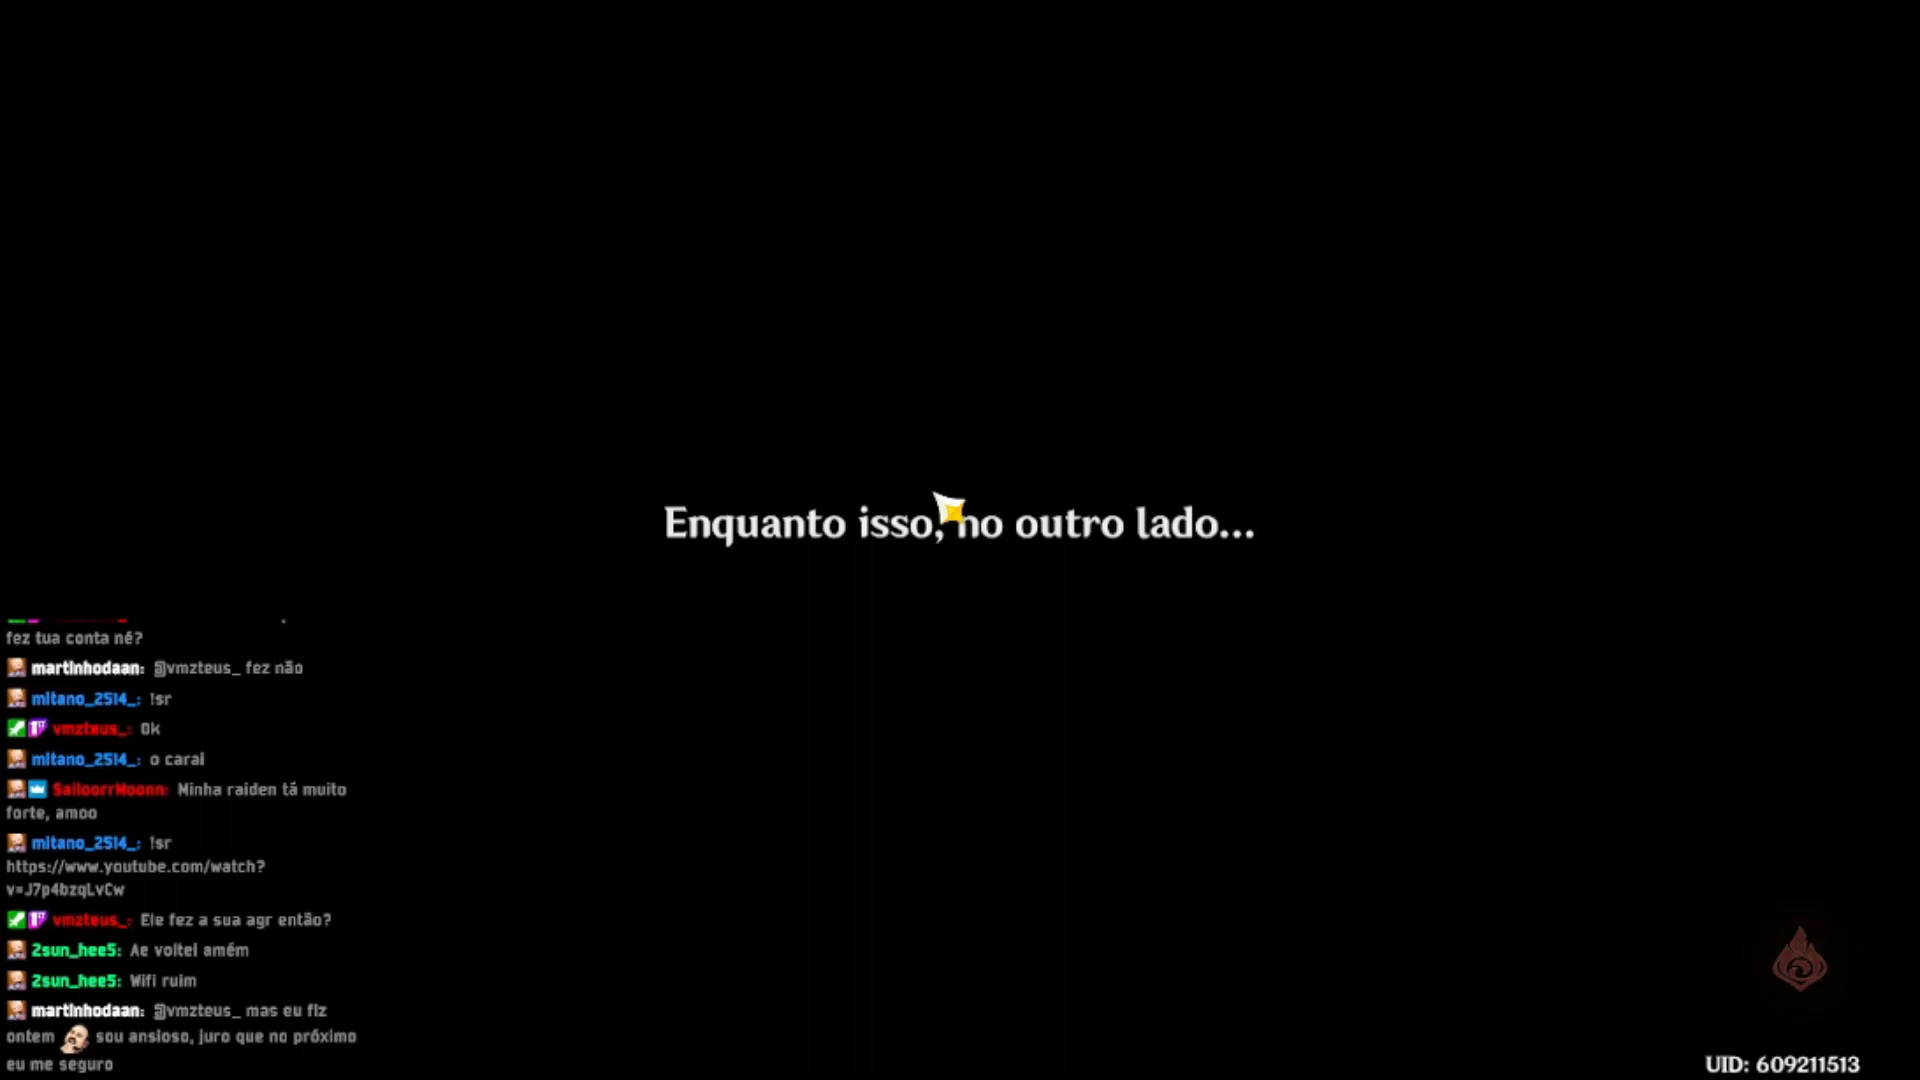 Enquanto isso, no outro lado...
fez tua conta né?
martinhodaan: @vmzteus_ fez não
mitano_2514_: !sr
vmzteus_: Ok
mitano_2514_: o carai
SailoorrMoonn: Minha raiden tá muito
forte, amoo
mitano_2514_: !sr
https://www.youtube.com/watch?
v=J7p4bzqLvCw
vmzteus_: Ele fez a sua agr então?
2sun_hee5: Ae voltei amém
2sun_hee5: Wifi ruim
martinhodaan: @vmzteus_ mas eu fiz
ontem sou ansioso, juro que no próximo
eu me seguro
UID: 609211513